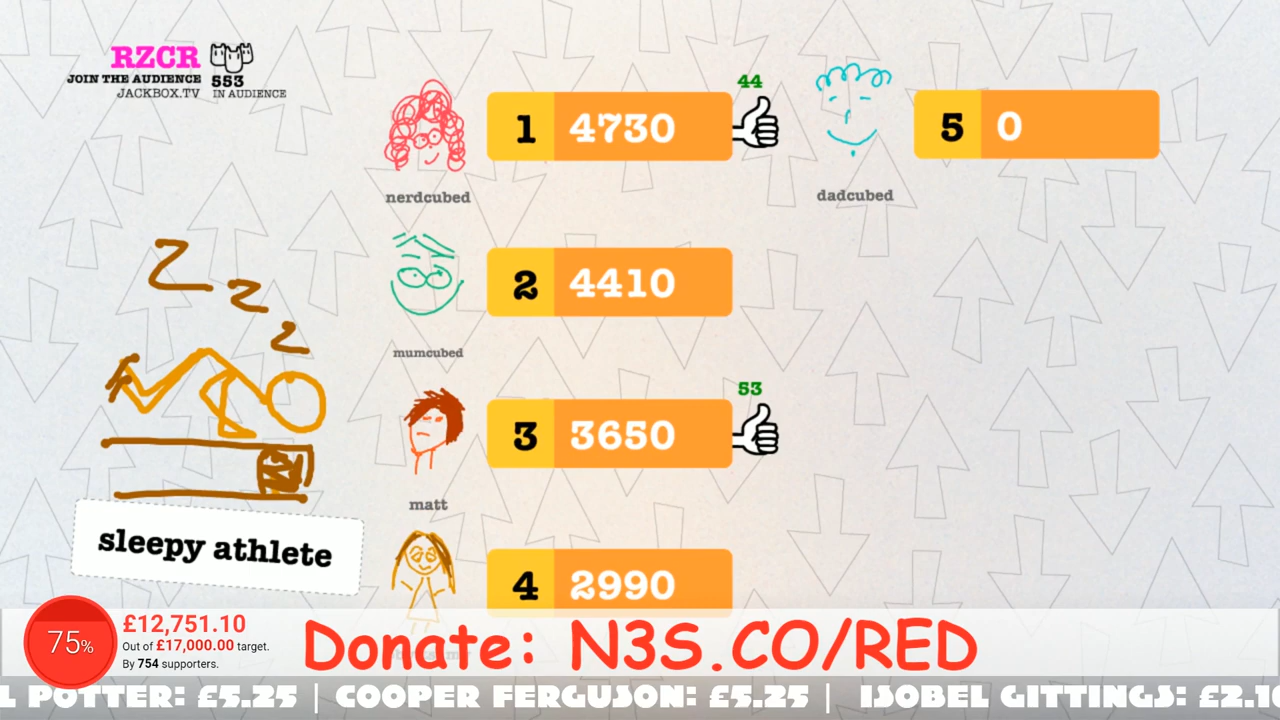 RZCR
JOIN THE AUDIENCE
JACKBOX.TV
553
IN AUDIENCE
1 4730
44
nerdcubed
5 0
dadcubed
2 4410
mumcubed
3 3650
53
matt
4 2990
Z z z
sleepy athlete
75%
£12,751.10
Out of £17,000.00 target.
By 754 supporters.
Donate: N3S.CO/RED
L POTTER: £5.25 | COOPER FERGUSON: £5.25 | ISOBEL GITTINGS: £2.10